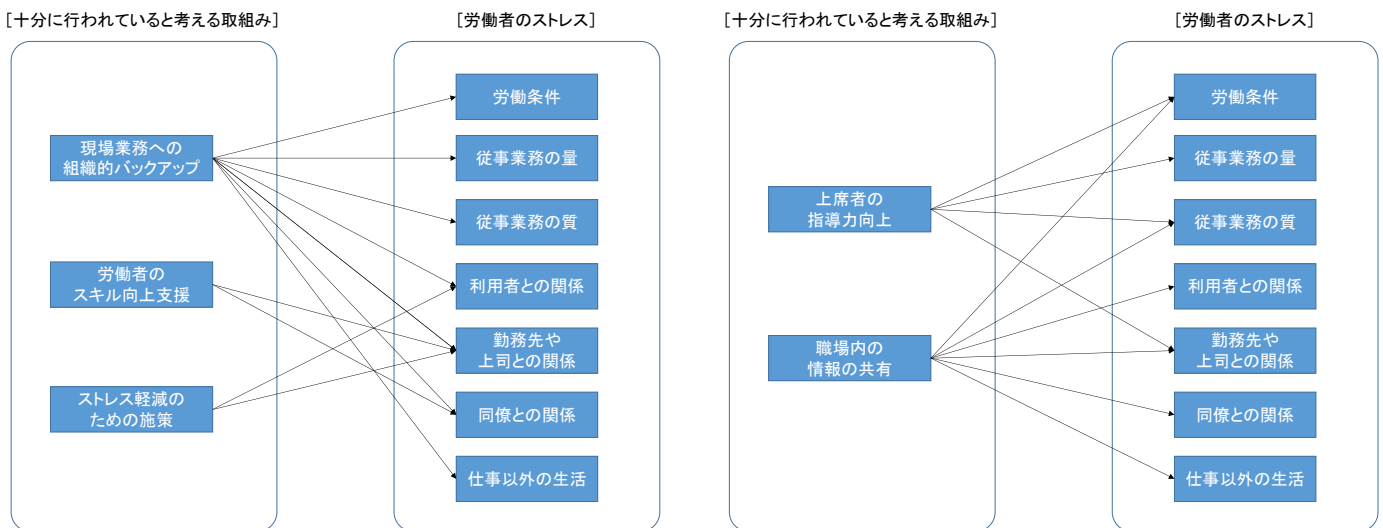 [十分に行われていると考える取組み]
[労働者のストレス]
現場業務への
組織的バックアップ
労働者の
スキル向上支援
ストレス軽減の
ための施策
労働条件
従事業務の量
従事業務の質
利用者との関係
勤務先や
上司との関係
同僚との関係
仕事以外の生活
[十分に行われていると考える取組み]
[労働者のストレス]
上席者の
指導力向上
職場内の
情報の共有
労働条件
従事業務の量
従事業務の質
利用者との関係
勤務先や
上司との関係
同僚との関係
仕事以外の生活